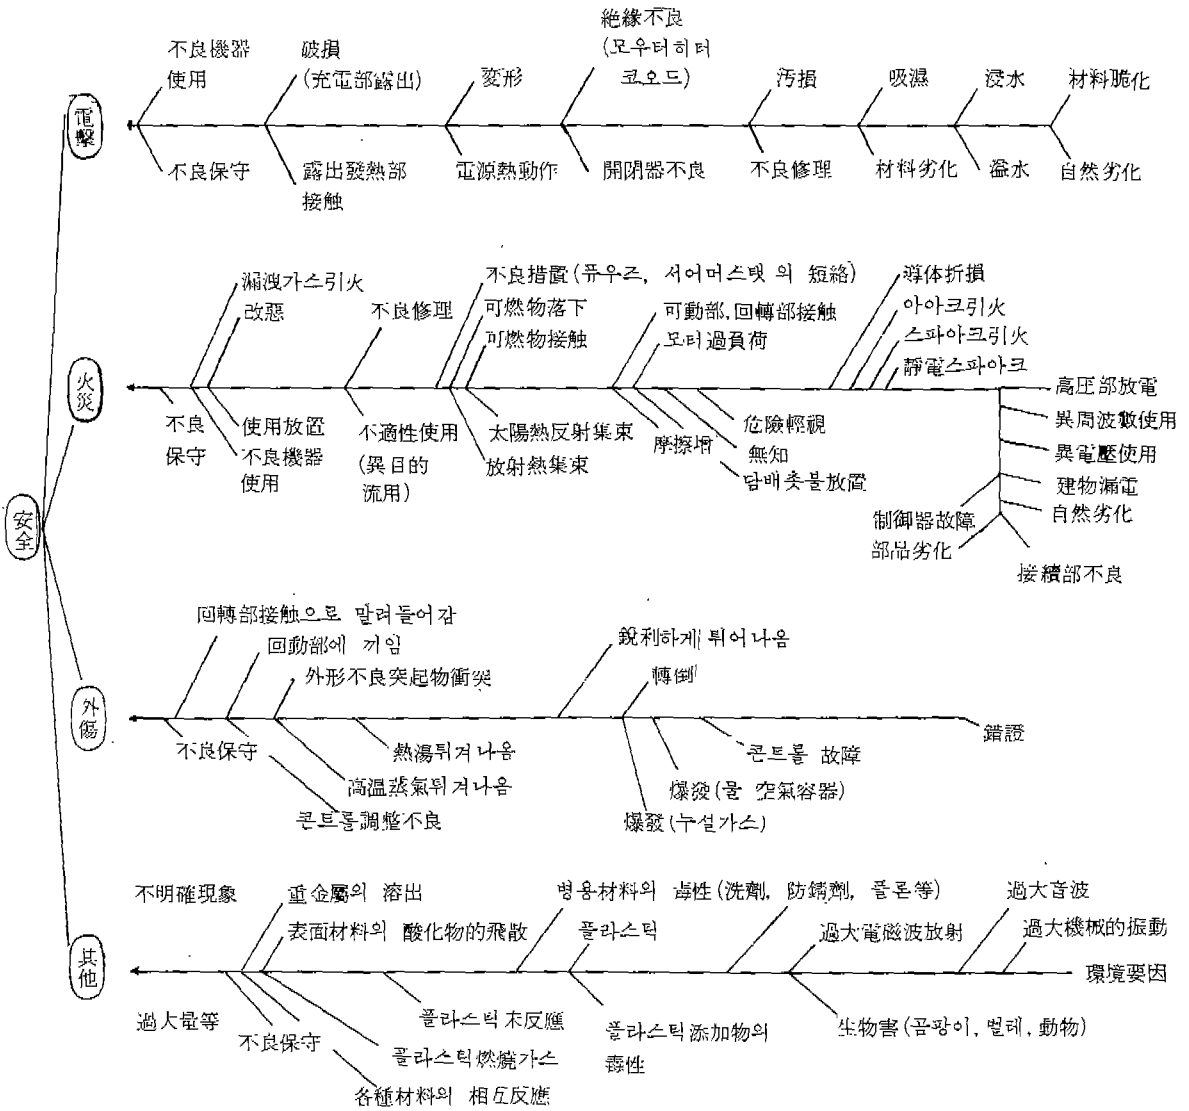 安全
電擊
不良機器
使用
破損
(充電部露出)
変形
絶緣不良
(모우터히터
코오드)
汚損
吸濕
浸水
材料脆化
不良保守
露出發熱部
接触
電源熱動作
開閉器不良
不良修理
材料劣化
溢水
自然劣化
火災
漏洩가스引火
改惡
不良修理
不良措置(퓨우즈, 서어머스탯 의 短絡)
可燃物落下
可燃物接触
可動部, 回轉部接触
모터過負荷
導体折損
아아크引火
스파아크引火
靜電스파아크
不良
保守
使用放置
不良機器
使用
不適性使用
(異目的
流用)
太陽熱反射集束
放射熱集束
摩擦增
危險輕視
無知
담배촛불放置
高圧部放電
異周波數使用
異電壓使用
建物漏電
自然劣化
制御器故障
部品劣化
接續部不良
外傷
回轉部接触으로 말려들어감
回動部에 끼임
外形不良突起物衝突
銳利하게 튀어나옴
轉倒
錯證
不良保守
熱湯튀겨나옴
高溫蒸氣튀겨나옴
콘트롤調整不良
콘트롤 故障
爆發(물 空氣容器)
爆發(누설가스)
其他
不明確現象
重金屬의 溶出
表面材料의 酸化物的飛散
병용材料의 毒性(洗劑, 防錆劑, 플론等)
플라스틱
過大電磁波放射
過大音波
過大機械的振動
環境要因
過大量等
不良保守
플라스틱未反應
플라스틱燃燒가스
各種材料의 相互反應
플라스틱添加物의
毒性
生物害(곰팡이, 벌레, 動物)